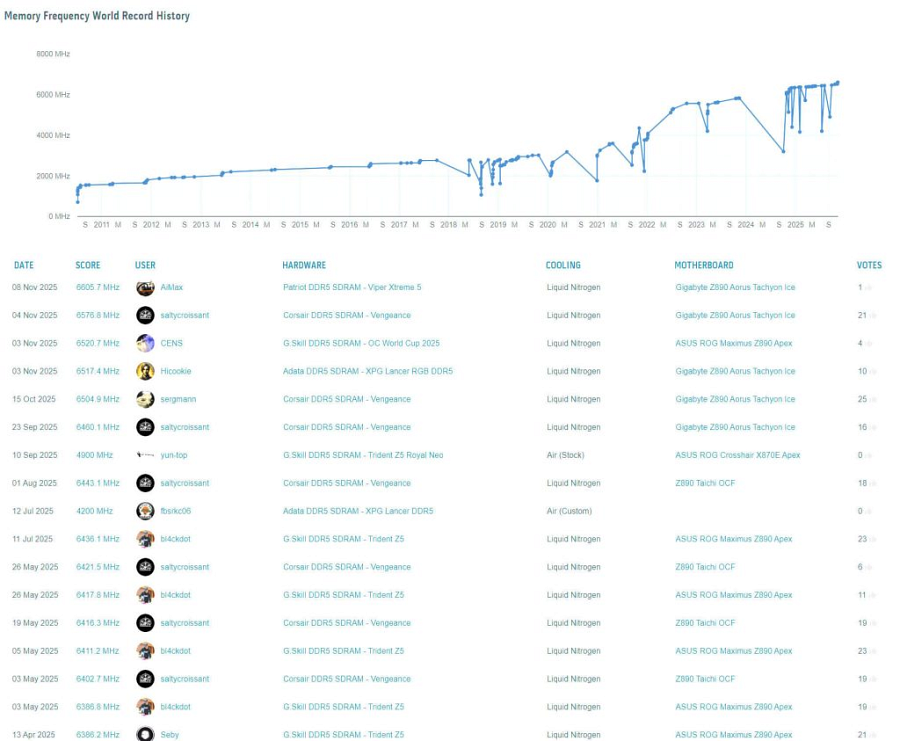 Memory Frequency World Record History
8000 MHz
6000 MHz
4000 MHz
2000 MHz
0 MHz
S 2011 M S 2012 M S 2013 M S 2014 M S 2015 M S 2016 M S 2017 M S 2018 M S 2019 M S 2020 M S 2021 M S 2022 M S 2023 M S 2024 M S 2025 M S
DATE SCORE USER HARDWARE COOLING MOTHERBOARD VOTES
08 Nov 2025 6605.7 MHz AiMax Patriot DDR5 SDRAM - Viper Xtreme 5 Liquid Nitrogen Gigabyte Z890 Aorus Tachyon Ice 1
04 Nov 2025 6576.8 MHz saltycroissant Corsair DDR5 SDRAM - Vengeance Liquid Nitrogen Gigabyte Z890 Aorus Tachyon Ice 21
03 Nov 2025 6520.7 MHz CENS G.Skill DDR5 SDRAM - OC World Cup 2025 Liquid Nitrogen ASUS ROG Maximus Z890 Apex 4
03 Nov 2025 6517.4 MHz Hicookie Adata DDR5 SDRAM - XPG Lancer RGB DDR5 Liquid Nitrogen Gigabyte Z890 Aorus Tachyon Ice 10
15 Oct 2025 6504.9 MHz sergmann Corsair DDR5 SDRAM - Vengeance Liquid Nitrogen Gigabyte Z890 Aorus Tachyon Ice 25
23 Sep 2025 6460.1 MHz saltycroissant Corsair DDR5 SDRAM - Vengeance Liquid Nitrogen Gigabyte Z890 Aorus Tachyon Ice 16
10 Sep 2025 4900 MHz yun-top G.Skill DDR5 SDRAM - Trident Z5 Royal Neo Air (Stock) ASUS ROG Crosshair X870E Apex 0
01 Aug 2025 6443.1 MHz saltycroissant Corsair DDR5 SDRAM - Vengeance Liquid Nitrogen Z890 Taichi OCF 18
12 Jul 2025 4200 MHz fbsrkc06 Adata DDR5 SDRAM - XPG Lancer DDR5 Air (Custom) 0
11 Jul 2025 6436.1 MHz bl4ckdot G.Skill DDR5 SDRAM - Trident Z5 Liquid Nitrogen ASUS ROG Maximus Z890 Apex 23
26 May 2025 6421.5 MHz saltycroissant Corsair DDR5 SDRAM - Vengeance Liquid Nitrogen Z890 Taichi OCF 6
26 May 2025 6417.8 MHz bl4ckdot G.Skill DDR5 SDRAM - Trident Z5 Liquid Nitrogen ASUS ROG Maximus Z890 Apex 11
19 May 2025 6416.3 MHz saltycroissant Corsair DDR5 SDRAM - Vengeance Liquid Nitrogen Z890 Taichi OCF 19
05 May 2025 6411.2 MHz bl4ckdot G.Skill DDR5 SDRAM - Trident Z5 Liquid Nitrogen ASUS ROG Maximus Z890 Apex 23
03 May 2025 6402.7 MHz saltycroissant Corsair DDR5 SDRAM - Vengeance Liquid Nitrogen Z890 Taichi OCF 19
03 May 2025 6386.8 MHz bl4ckdot G.Skill DDR5 SDRAM - Trident Z5 Liquid Nitrogen ASUS ROG Maximus Z890 Apex 19
13 Apr 2025 6386.2 MHz Seby G.Skill DDR5 SDRAM - Trident Z5 Liquid Nitrogen ASUS ROG Maximus Z890 Apex 21